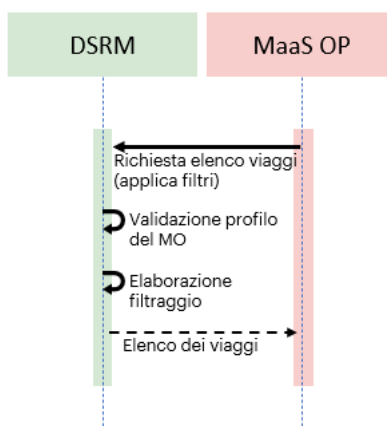 DSRM
MaaS OP
Richiesta elenco viaggi
(applica filtri)
Validazione profilo
del MO
Elaborazione
filtraggio
Elenco dei viaggi